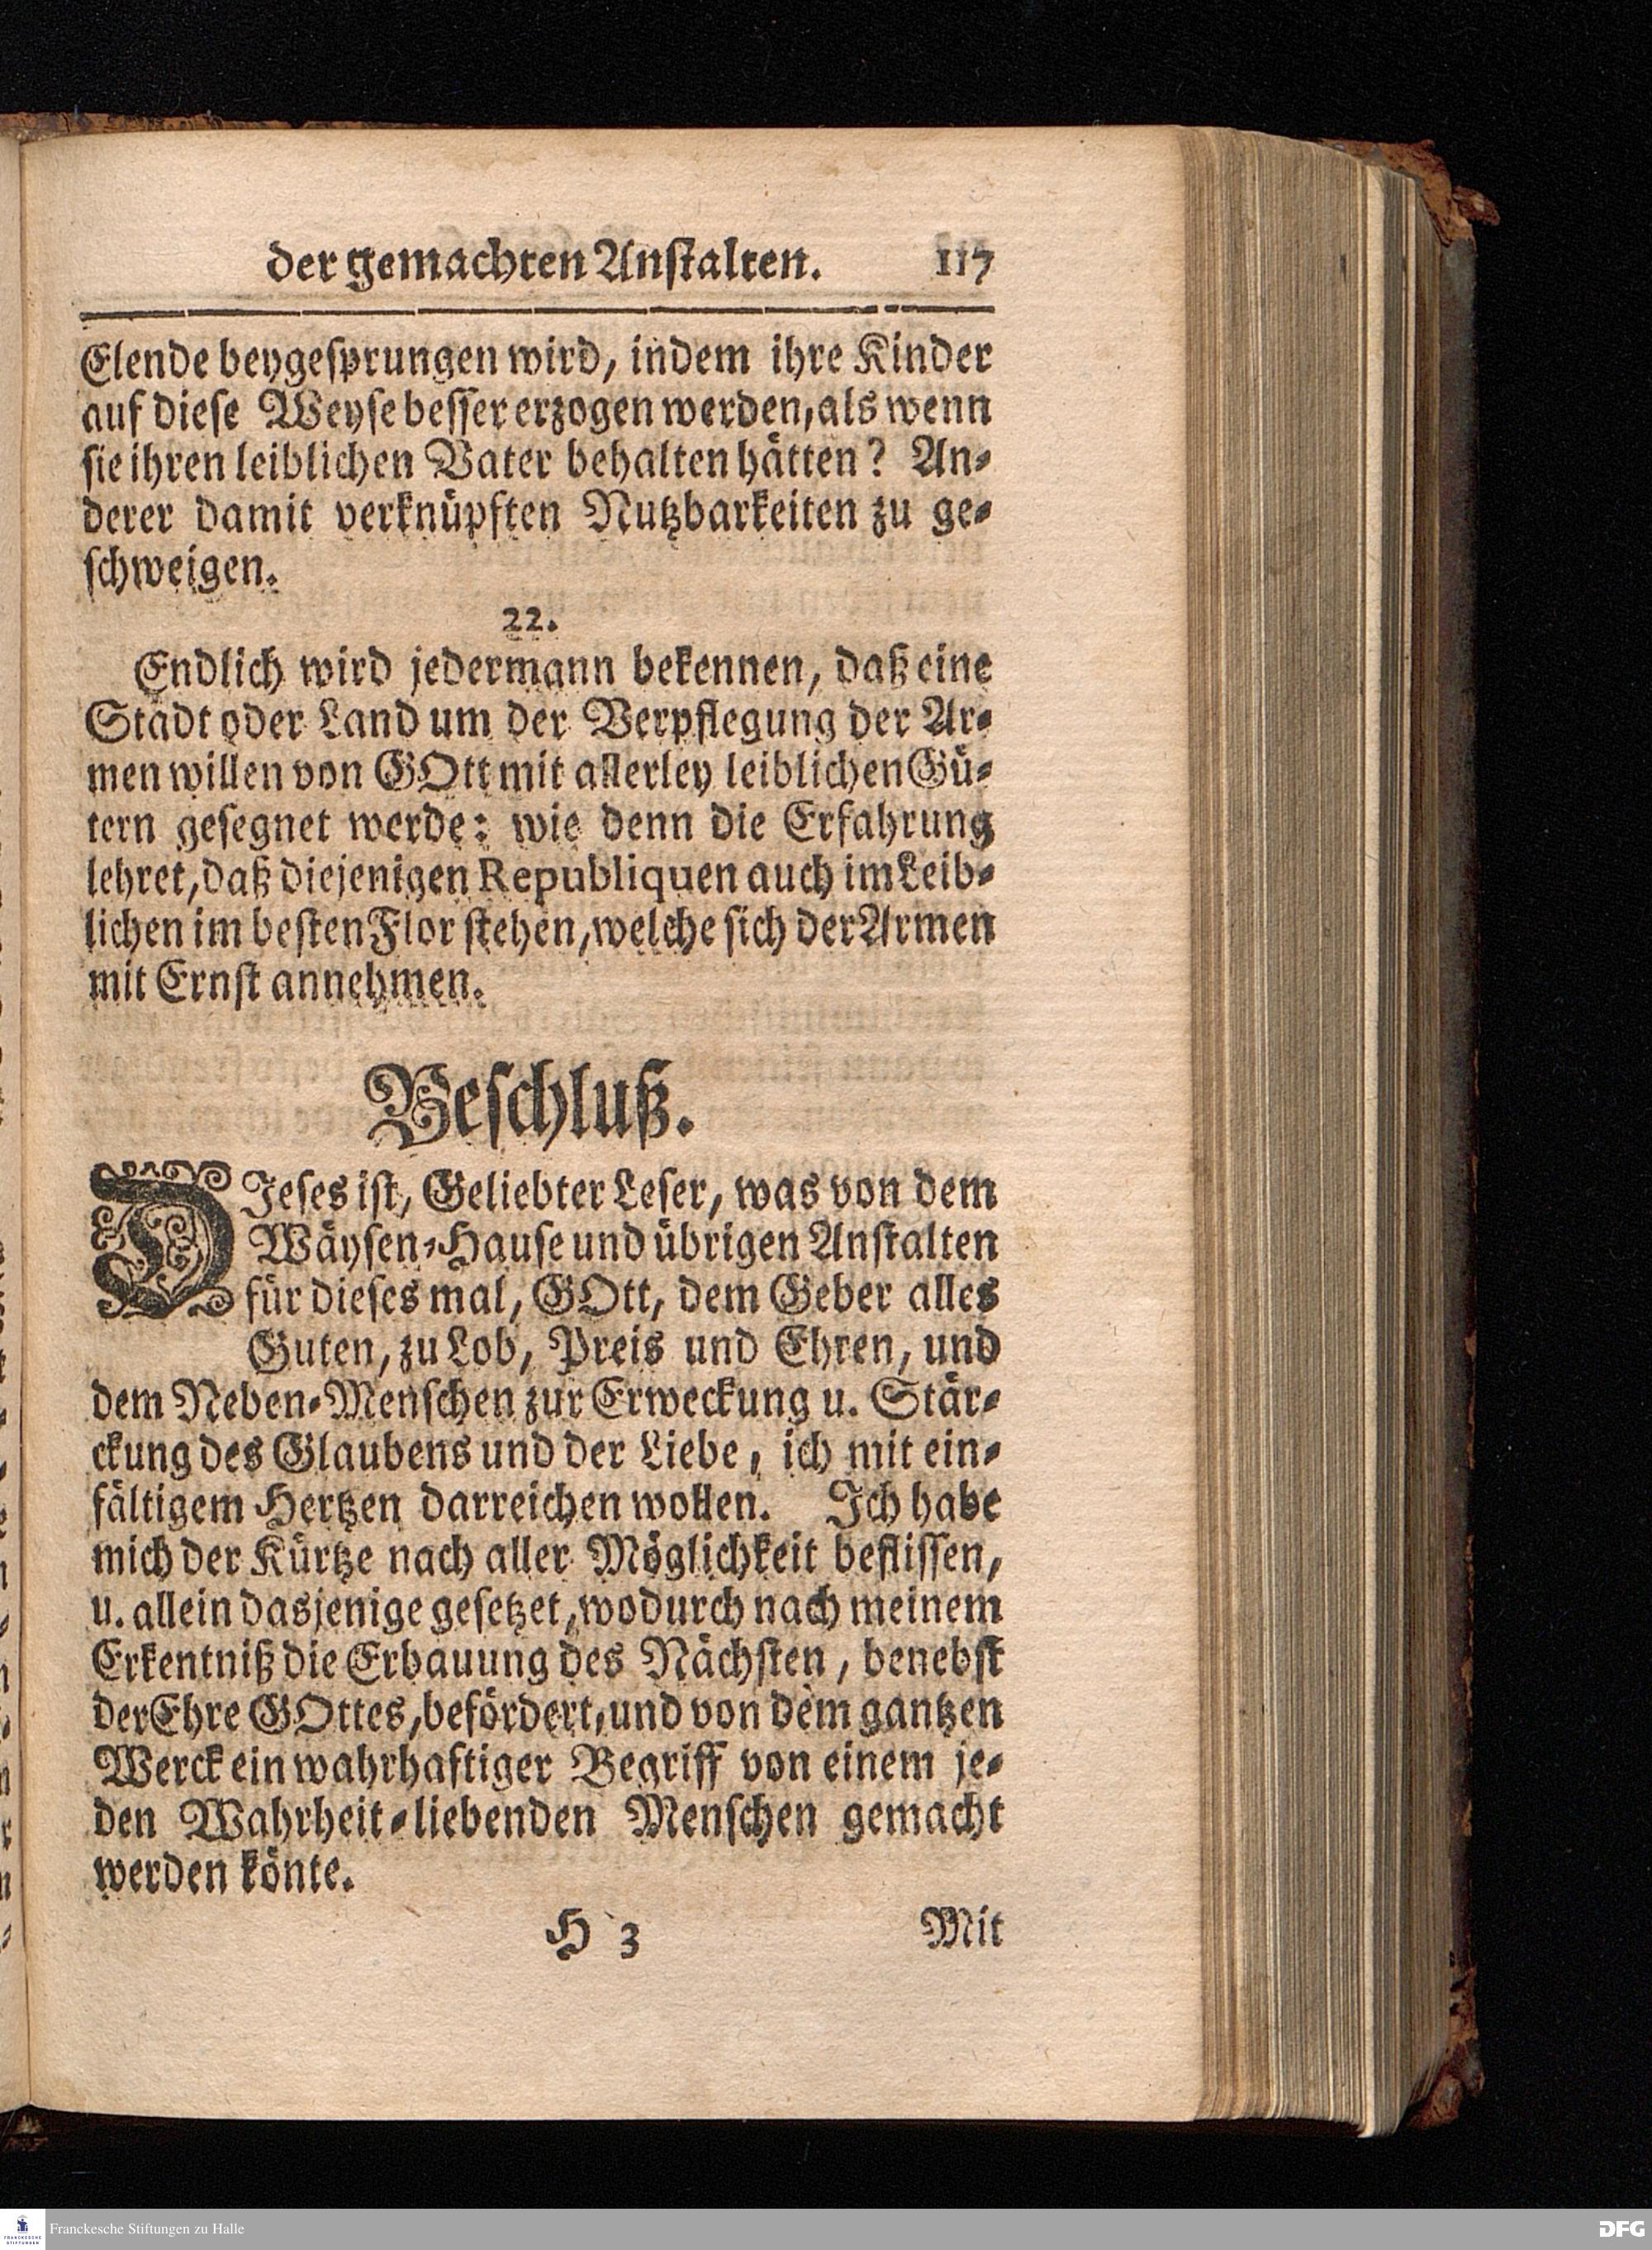 der gemachten Anstalten. 117
Elende beygesprungen wird, indem ihre Kinder
auf diese Weyse besser erzogen werden, als wenn
sie ihren leiblichen Vater behalten hätten? An-
derer damit verknüpften Nutzbarkeiten zu ge-
schweigen.
22.
Endlich wird jedermann bekennen, daß eine
Stadt oder Land um der Verpflegung der Ar-
men willen von GOtt mit allerley leiblichen Gü-
tern gesegnet werde: wie denn die Erfahrung
lehret, daß diejenigen Republiquen auch im Leib-
lichen im besten Flor stehen, welche sich der Armen
mit Ernst annehmen.
Beschluß.
DIeses ist, Geliebter Leser, was von dem
Wäysen-Hause und übrigen Anstalten
für dieses mal, GOtt, dem Geber alles
Guten, zu Lob, Preis und Ehren, und
dem Neben-Menschen zur Erweckung u. Stär-
ckung des Glaubens und der Liebe, ich mit ein-
fältigem Hertzen darreichen wollen. Ich habe
mich der Kürtze nach aller Möglichkeit beflissen,
u. allein dasjenige gesetzet, wodurch nach meinem
Erkentniß die Erbauung des Nächsten, benebst
der Ehre GOttes, befördert, und von dem gantzen
Werck ein wahrhaftiger Begriff von einem je-
den Wahrheit-liebenden Menschen gemacht
werden könte.
H 3 Mit
Franckesche Stiftungen zu Halle
DFG